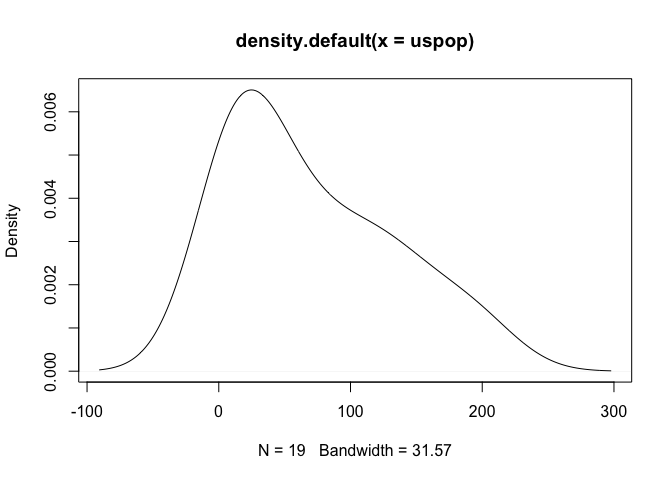 density.default(x = uspop)
Density
0.006
0.004
0.002
0.000
-100 0 100 200 300
N = 19   Bandwidth = 31.57